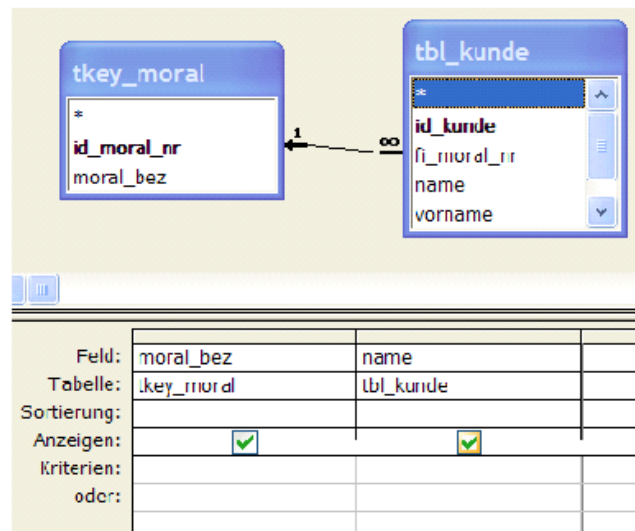 tkey_moral
*
id_moral_nr
moral_bez
1
∞
tbl_kunde
*
id_kunde
fi_moral_nr
name
vorname
Feld: moral_bez name
Tabelle: tkey_moral tbl_kunde
Sortierung:
Anzeigen:
Kriterien:
oder: